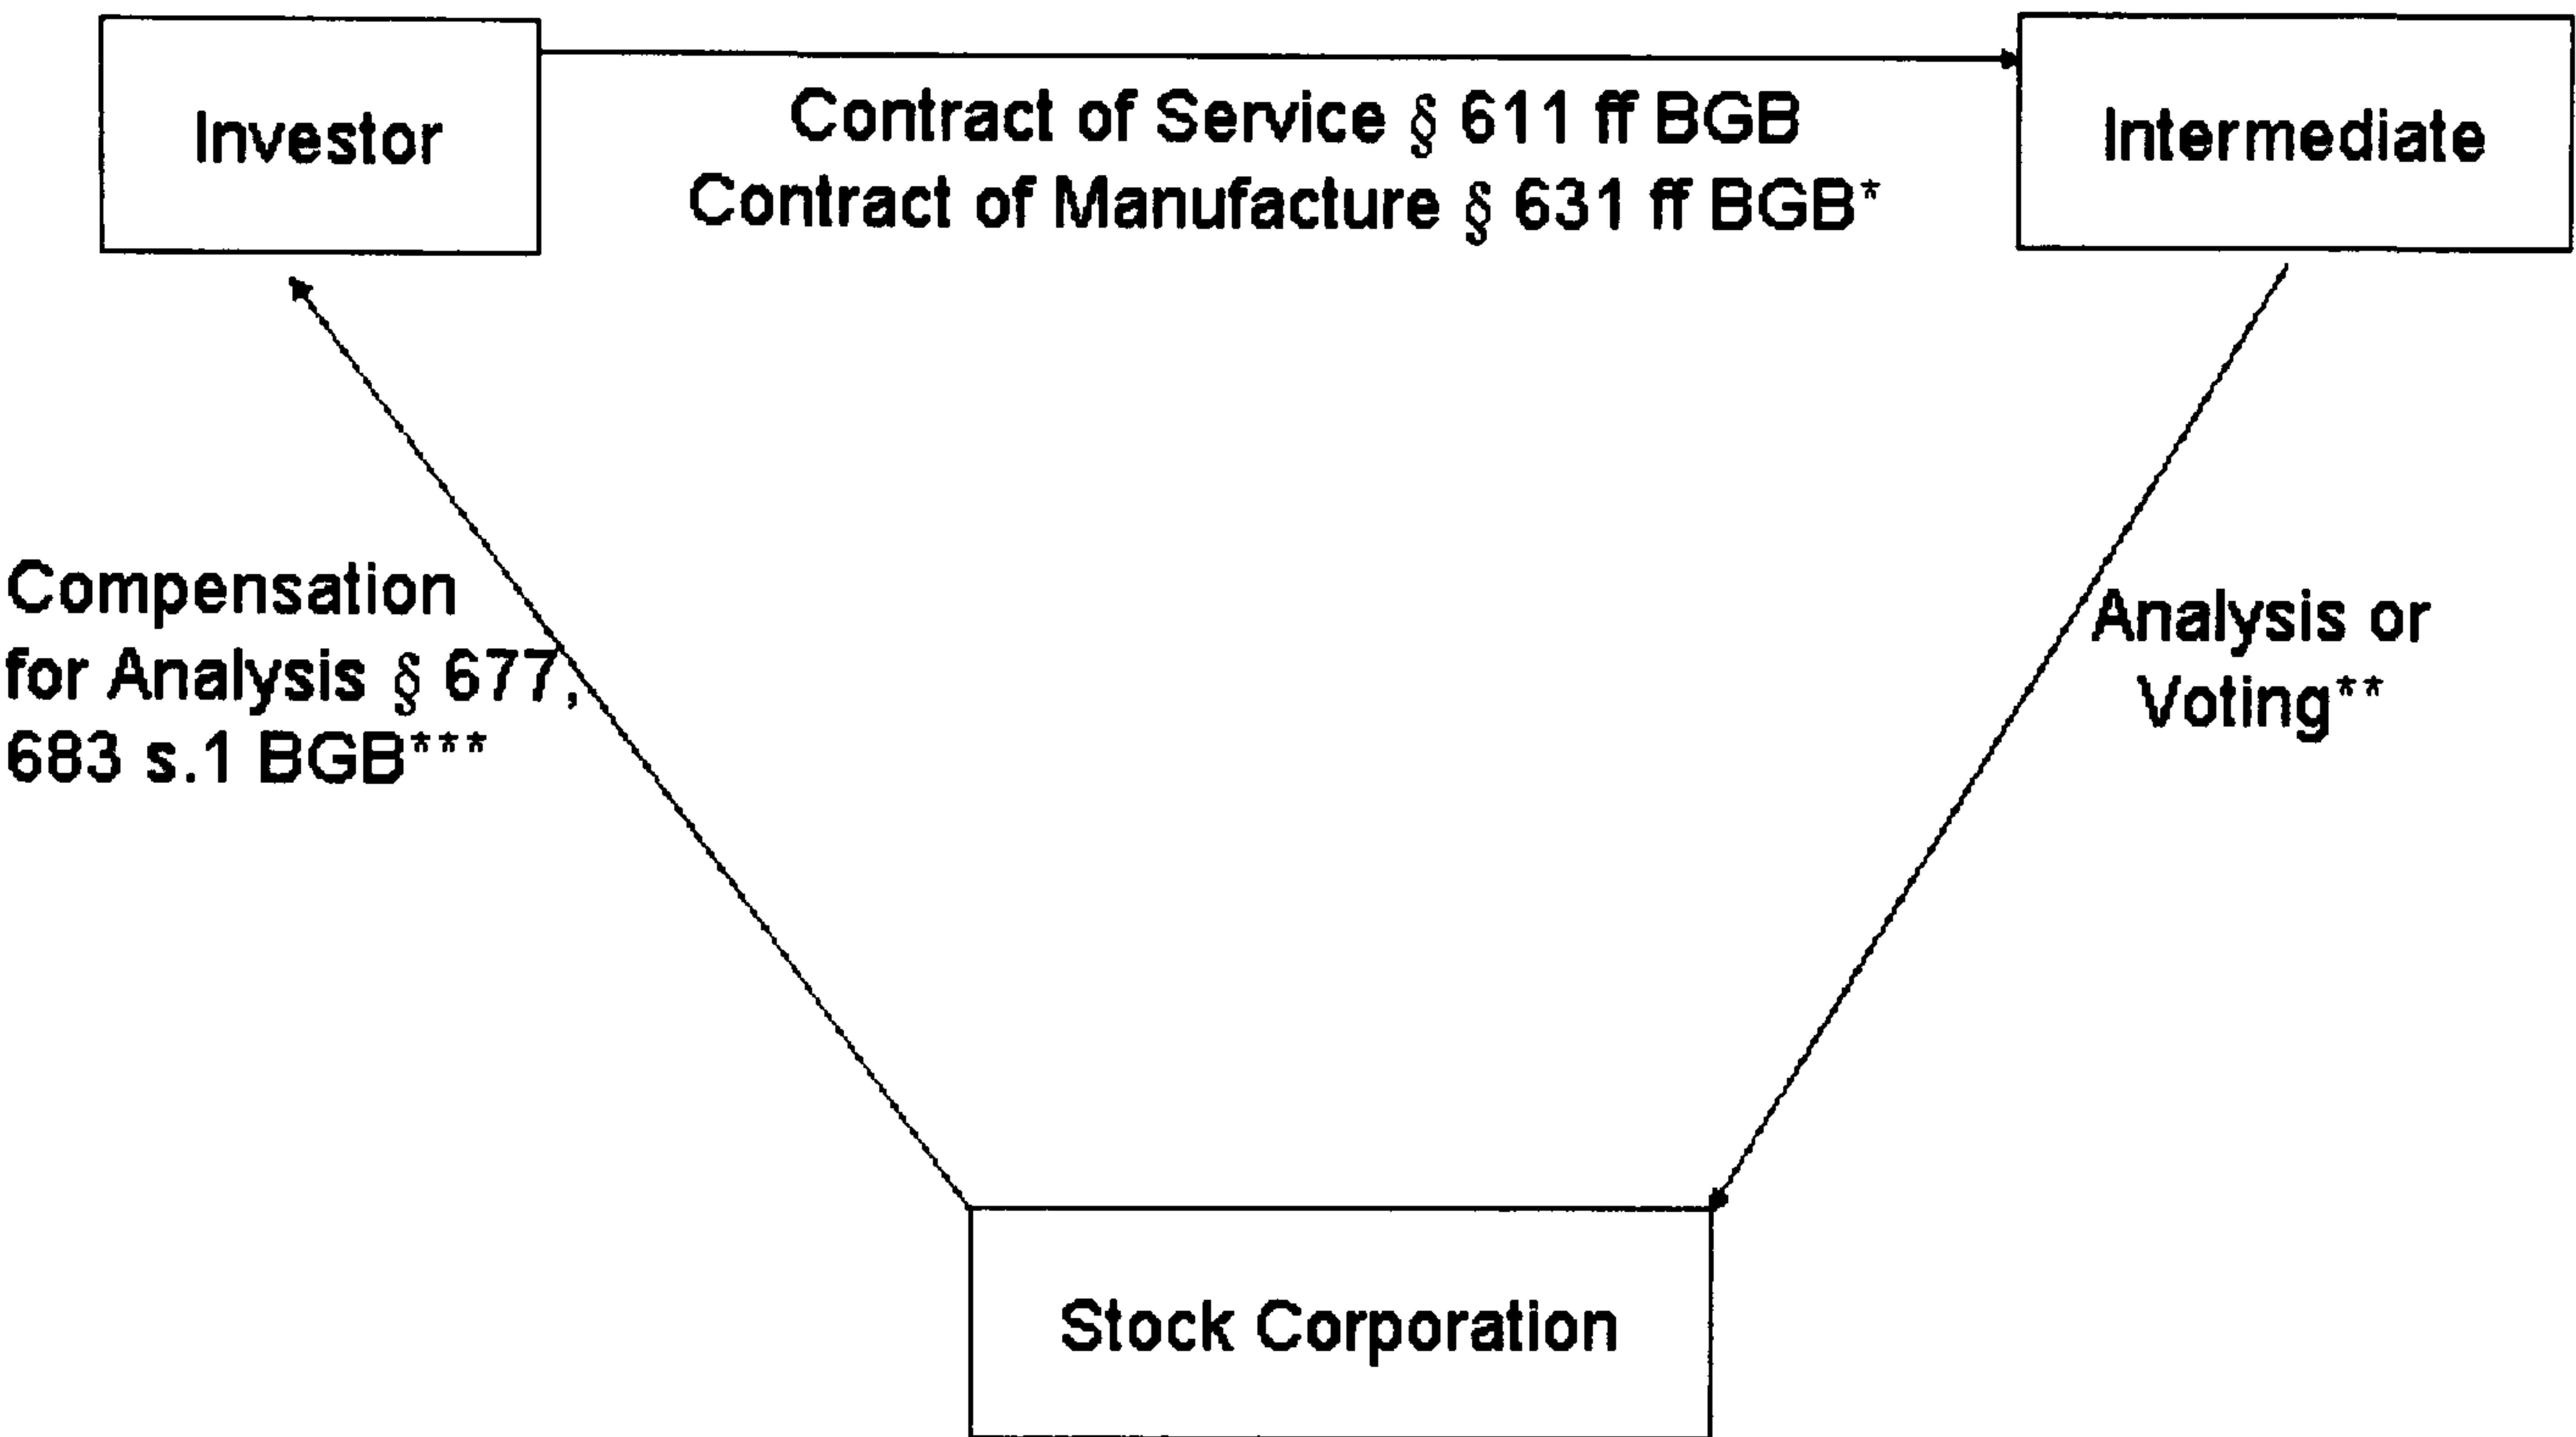 Investor
Contract of Service § 611 ff BGB
Contract of Manufacture § 631 ff BGB*
Intermediate
Compensation
for Analysis § 677,
683 s.1 BGB***
Analysis or
Voting**
Stock Corporation